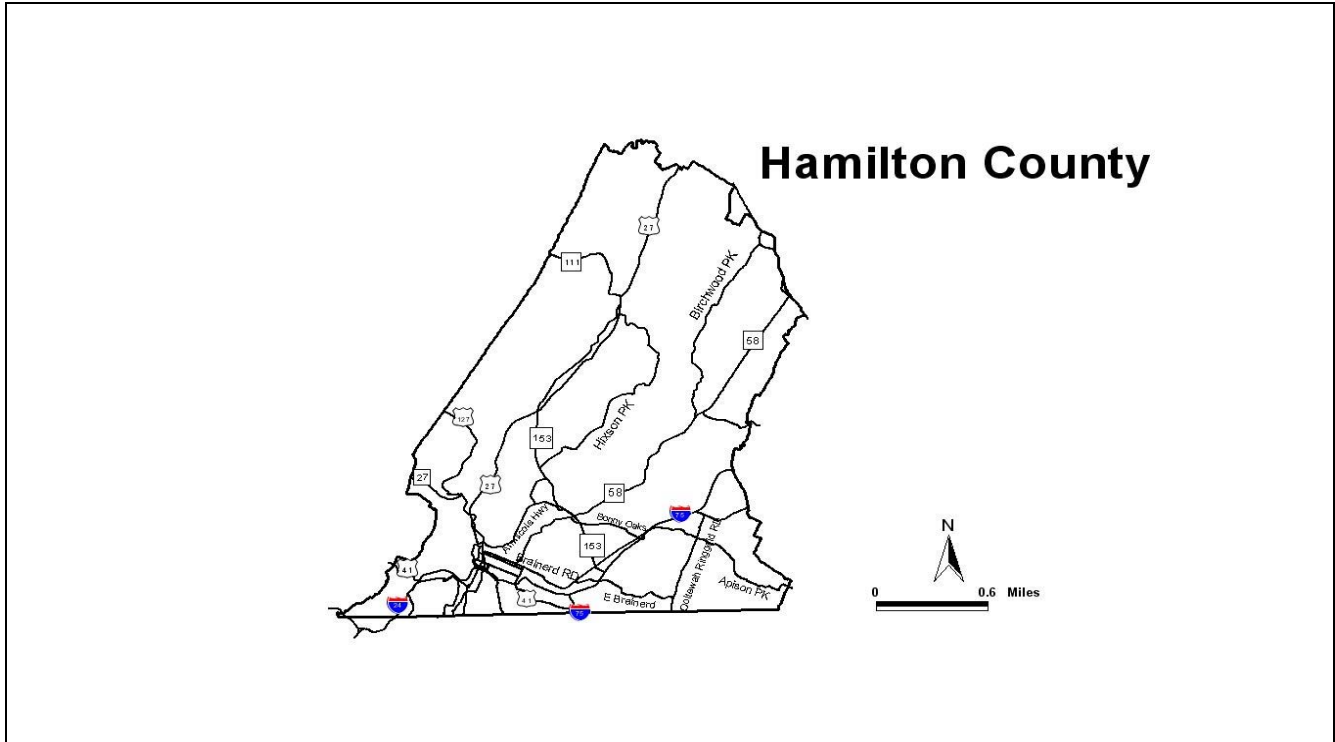 Hamilton County
27
111
Birchwood PK
58
127
Hixson PK
153
27
27
58
75
Bonny Oaks
Amnicola Hwy
153
Ooltewah Ringgold RD
Brainerd RD
41
Apison PK
E Brainerd
41
24
75
N
0 0.6 Miles